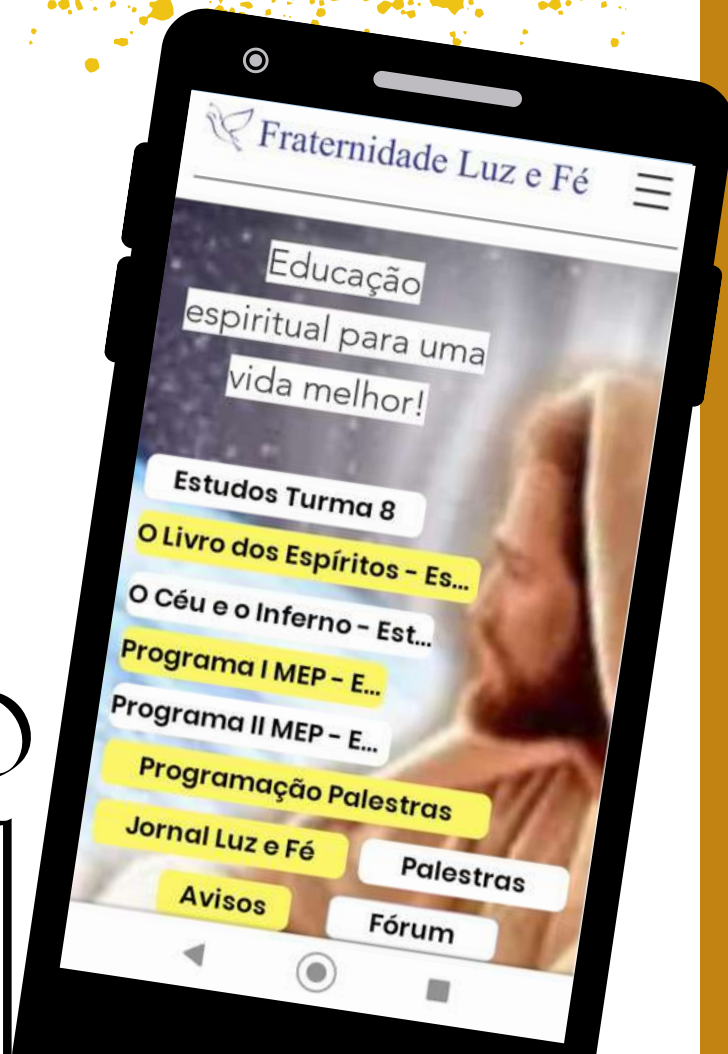 Fraternidade Luz e Fé
Educação
espiritual para uma
vida melhor!
Estudos Turma 8
O Livro dos Espíritos - Es...
O Céu e o Inferno - Est...
Programa I MEP - E...
Programa II MEP - E...
Programação Palestras
Jornal Luz e Fé
Palestras
Avisos
Fórum